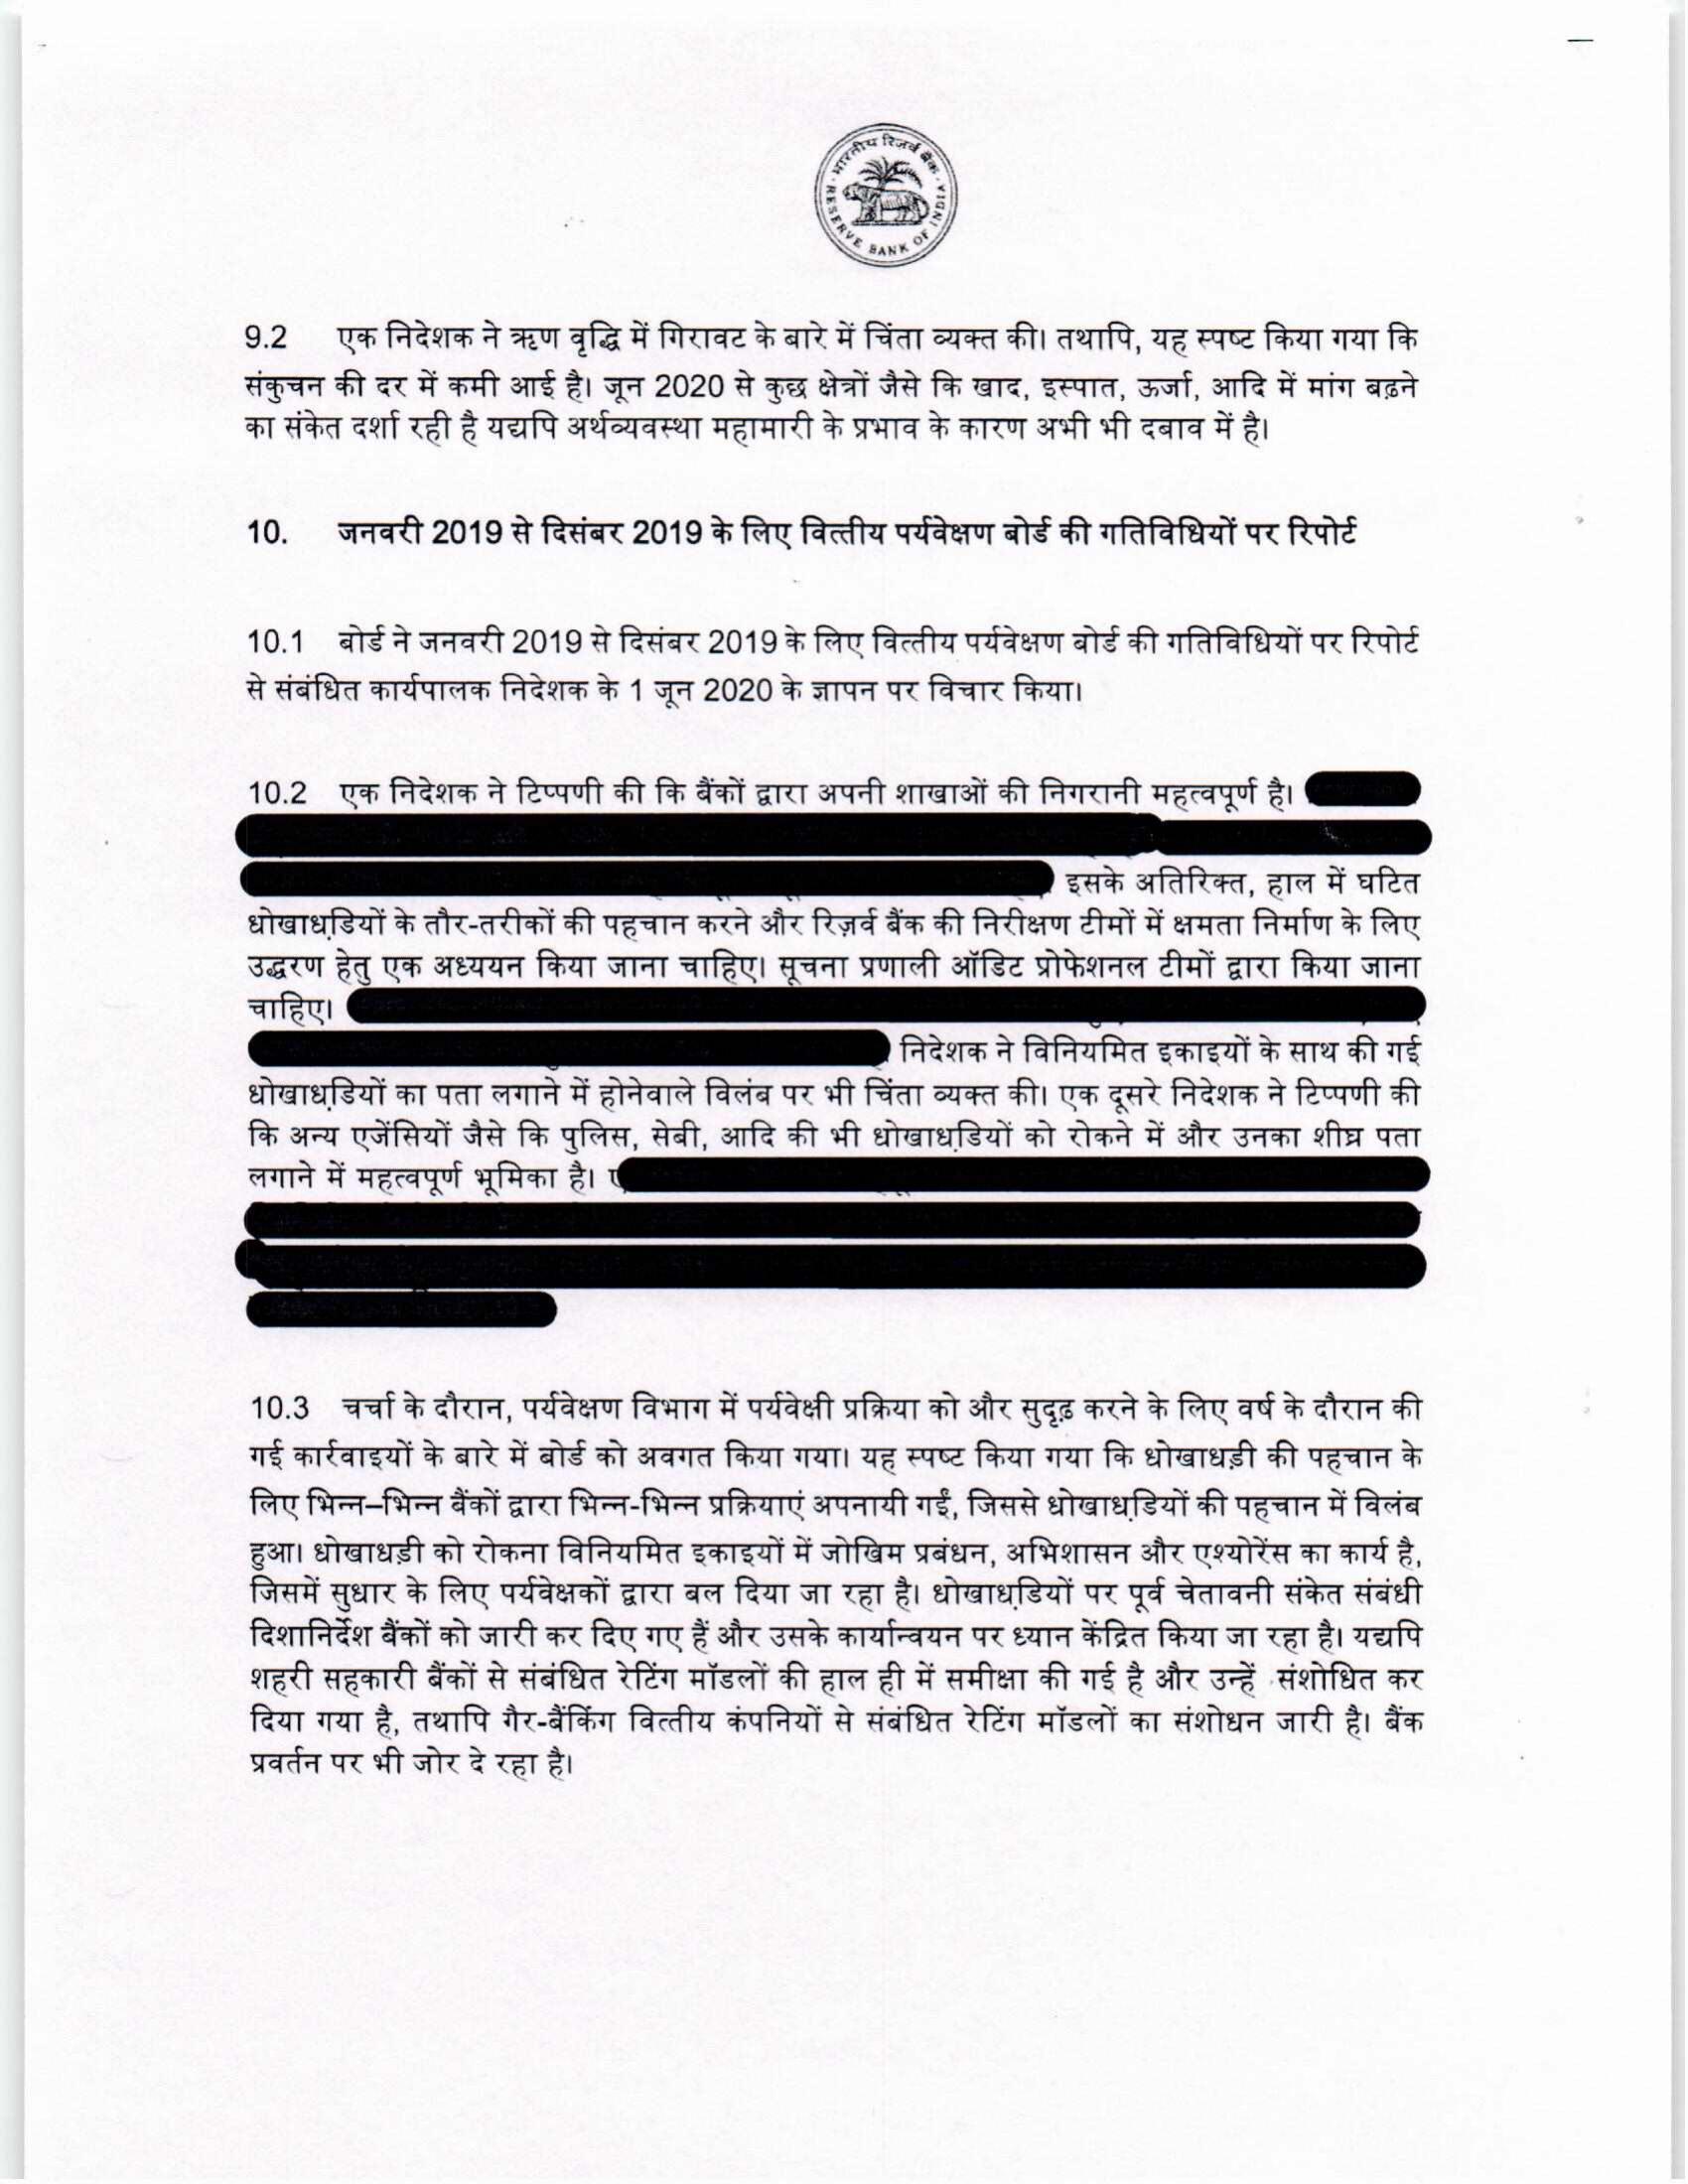 भारतीय रिज़र्व बैंक
RESERVE BANK OF INDIA
9.2 एक निदेशक ने ऋण वृद्धि में गिरावट के बारे में चिंता व्यक्त की। तथापि, यह स्पष्ट किया गया कि
संकुचन की दर में कमी आई है। जून 2020 से कुछ क्षेत्रों जैसे कि खाद, इस्पात, ऊर्जा, आदि में मांग बढ़ने
का संकेत दर्शा रही है यद्यपि अर्थव्यवस्था महामारी के प्रभाव के कारण अभी भी दबाव में है।
10. जनवरी 2019 से दिसंबर 2019 के लिए वित्तीय पर्यवेक्षण बोर्ड की गतिविधियों पर रिपोर्ट
10.1 बोर्ड ने जनवरी 2019 से दिसंबर 2019 के लिए वित्तीय पर्यवेक्षण बोर्ड की गतिविधियों पर रिपोर्ट
से संबंधित कार्यपालक निदेशक के 1 जून 2020 के ज्ञापन पर विचार किया।
10.2 एक निदेशक ने टिप्पणी की कि बैंकों द्वारा अपनी शाखाओं की निगरानी महत्वपूर्ण है।
इसके अतिरिक्त, हाल में घटित
धोखाधड़ियों के तौर-तरीकों की पहचान करने और रिज़र्व बैंक की निरीक्षण टीमों में क्षमता निर्माण के लिए
उद्धरण हेतु एक अध्ययन किया जाना चाहिए। सूचना प्रणाली ऑडिट प्रोफेशनल टीमों द्वारा किया जाना
चाहिए।
निदेशक ने विनियमित इकाइयों के साथ की गई
धोखाधड़ियों का पता लगाने में होनेवाले विलंब पर भी चिंता व्यक्त की। एक दूसरे निदेशक ने टिप्पणी की
कि अन्य एजेंसियों जैसे कि पुलिस, सेबी, आदि की भी धोखाधड़ियों को रोकने में और उनका शीघ्र पता
लगाने में महत्वपूर्ण भूमिका है।
10.3 चर्चा के दौरान, पर्यवेक्षण विभाग में पर्यवेक्षी प्रक्रिया को और सुदृढ़ करने के लिए वर्ष के दौरान की
गई कार्रवाइयों के बारे में बोर्ड को अवगत किया गया। यह स्पष्ट किया गया कि धोखाधड़ी की पहचान के
लिए भिन्न–भिन्न बैंकों द्वारा भिन्न-भिन्न प्रक्रियाएं अपनायी गईं, जिससे धोखाधड़ियों की पहचान में विलंब
हुआ। धोखाधड़ी को रोकना विनियमित इकाइयों में जोखिम प्रबंधन, अभिशासन और एश्योरेंस का कार्य है,
जिसमें सुधार के लिए पर्यवेक्षकों द्वारा बल दिया जा रहा है। धोखाधड़ियों पर पूर्व चेतावनी संकेत संबंधी
दिशानिर्देश बैंकों को जारी कर दिए गए हैं और उसके कार्यान्वयन पर ध्यान केंद्रित किया जा रहा है। यद्यपि
शहरी सहकारी बैंकों से संबंधित रेटिंग मॉडलों की हाल ही में समीक्षा की गई है और उन्हें संशोधित कर
दिया गया है, तथापि गैर-बैंकिंग वित्तीय कंपनियों से संबंधित रेटिंग मॉडलों का संशोधन जारी है। बैंक
प्रवर्तन पर भी जोर दे रहा है।